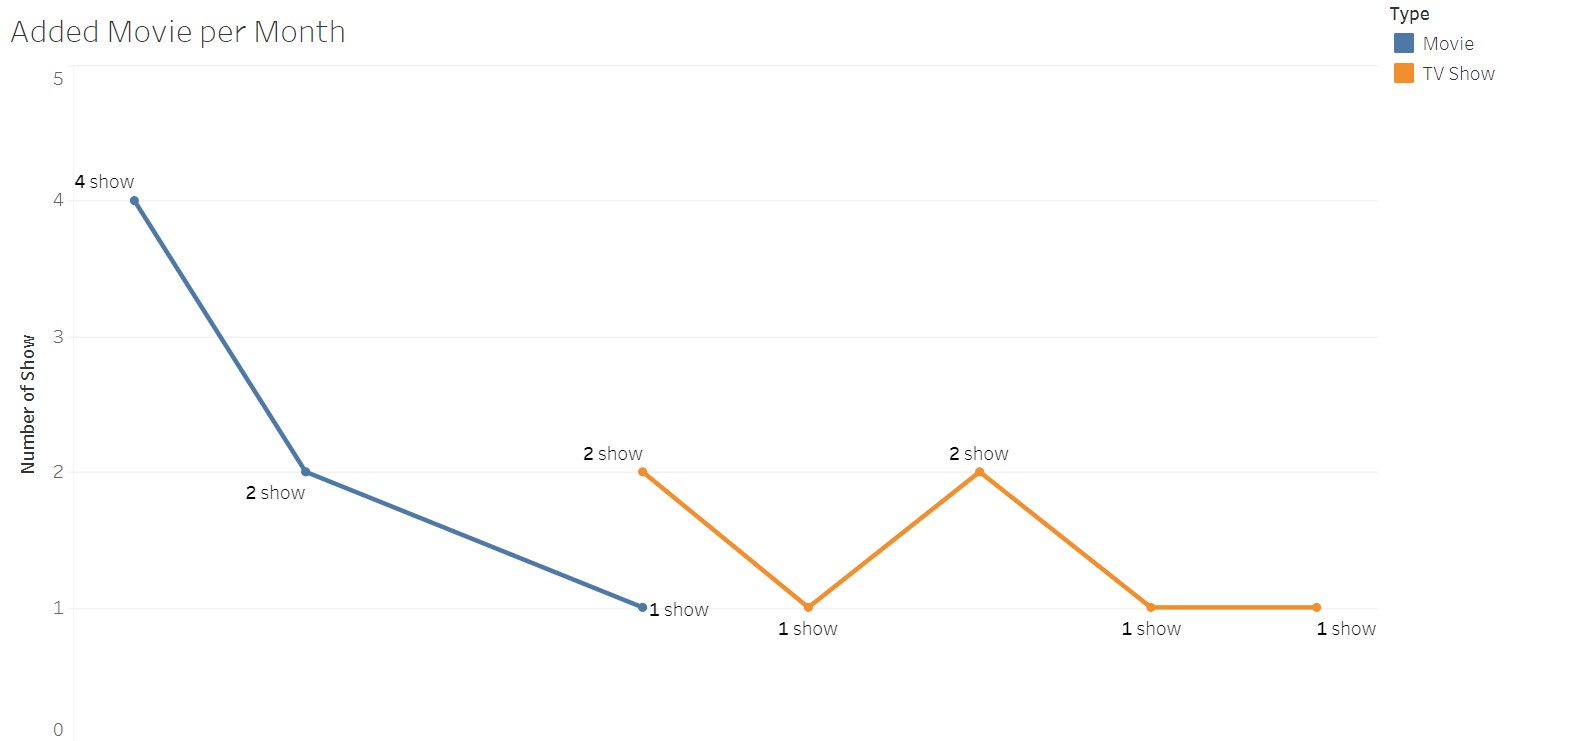 Added Movie per Month
Type
Movie
TV Show
Number of Show
5
4
3
2
1
0
4 show
2 show
1 show
2 show
1 show
2 show
1 show
1 show